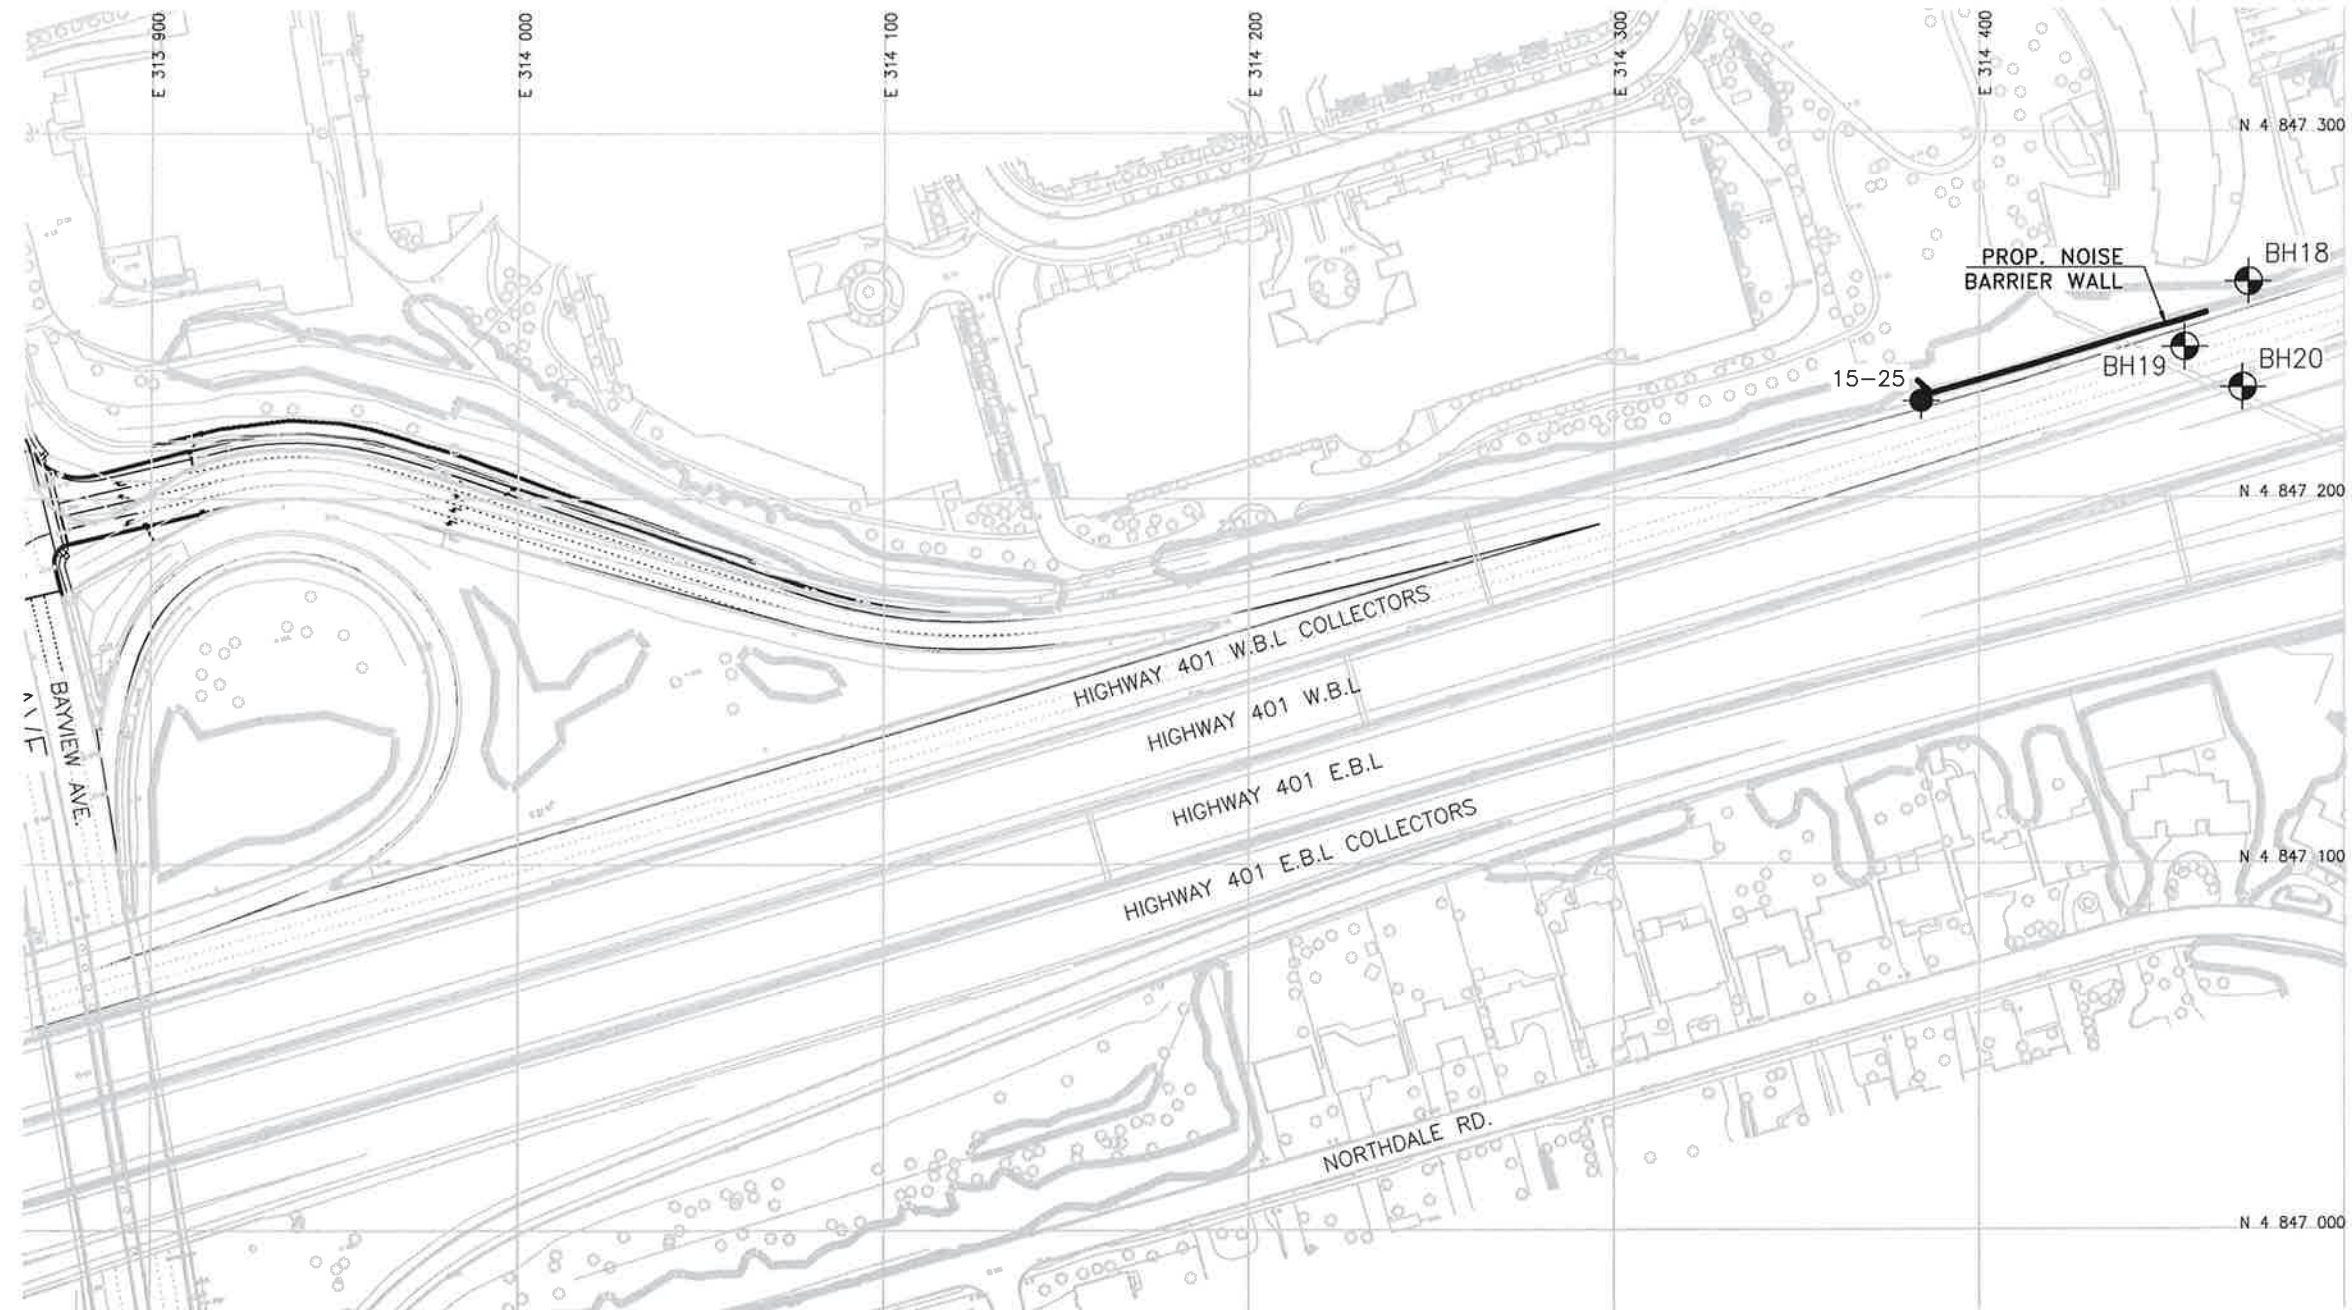 E 313 900
E 314 000
E 314 100
E 314 200
E 314 300
E 314 400
N 4 847 300
PROP. NOISE
BARRIER WALL
BH18
BH19
BH20
15-25
N 4 847 200
HIGHWAY 401 W.B.L COLLECTORS
HIGHWAY 401 W.B.L
HIGHWAY 401 E.B.L
HIGHWAY 401 E.B.L COLLECTORS
BAYVIEW AVE.
N 4 847 100
NORTHDALE RD.
N 4 847 000